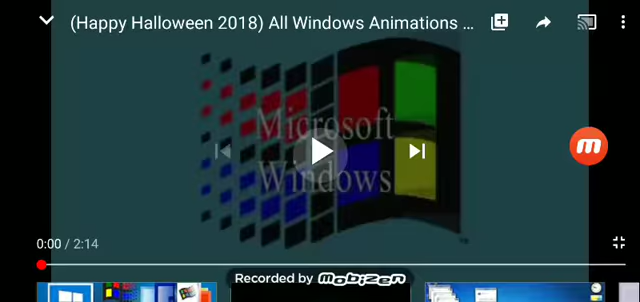 (Happy Halloween 2018) All Windows Animations ...
Microsoft
Windows
0:00 / 2:14
Recorded by Mobizen